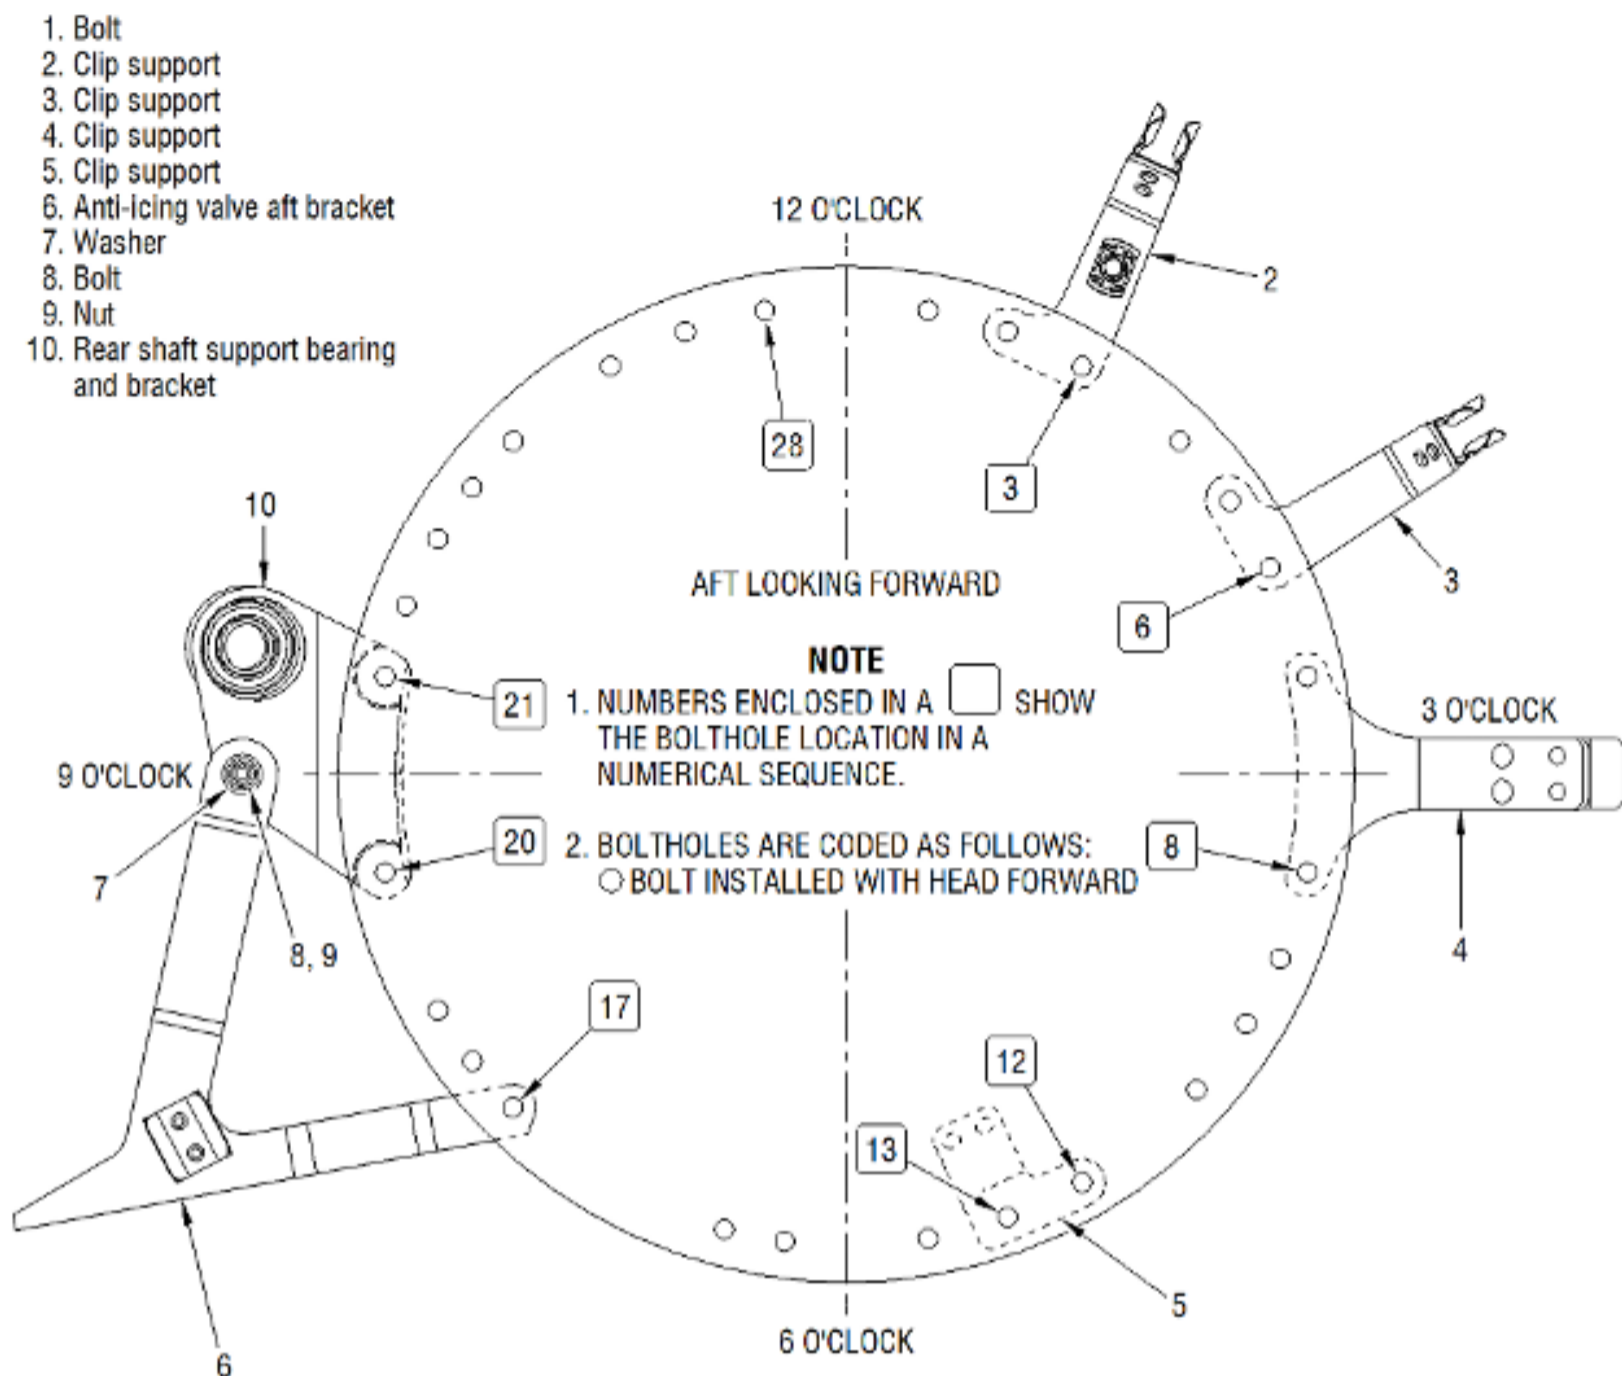 1. Bolt
2. Clip support
3. Clip support
4. Clip support
5. Clip support
6. Anti-icing valve aft bracket
7. Washer
8. Bolt
9. Nut
10. Rear shaft support bearing
and bracket
12 O'CLOCK
2
28
3
10
AFT LOOKING FORWARD
3
6
NOTE
21
1. NUMBERS ENCLOSED IN A SHOW
THE BOLTHOLE LOCATION IN A
NUMERICAL SEQUENCE.
3 O'CLOCK
9 O'CLOCK
20
2. BOLTHOLES ARE CODED AS FOLLOWS:
BOLT INSTALLED WITH HEAD FORWARD
8
7
8, 9
4
17
12
13
5
6 O'CLOCK
6